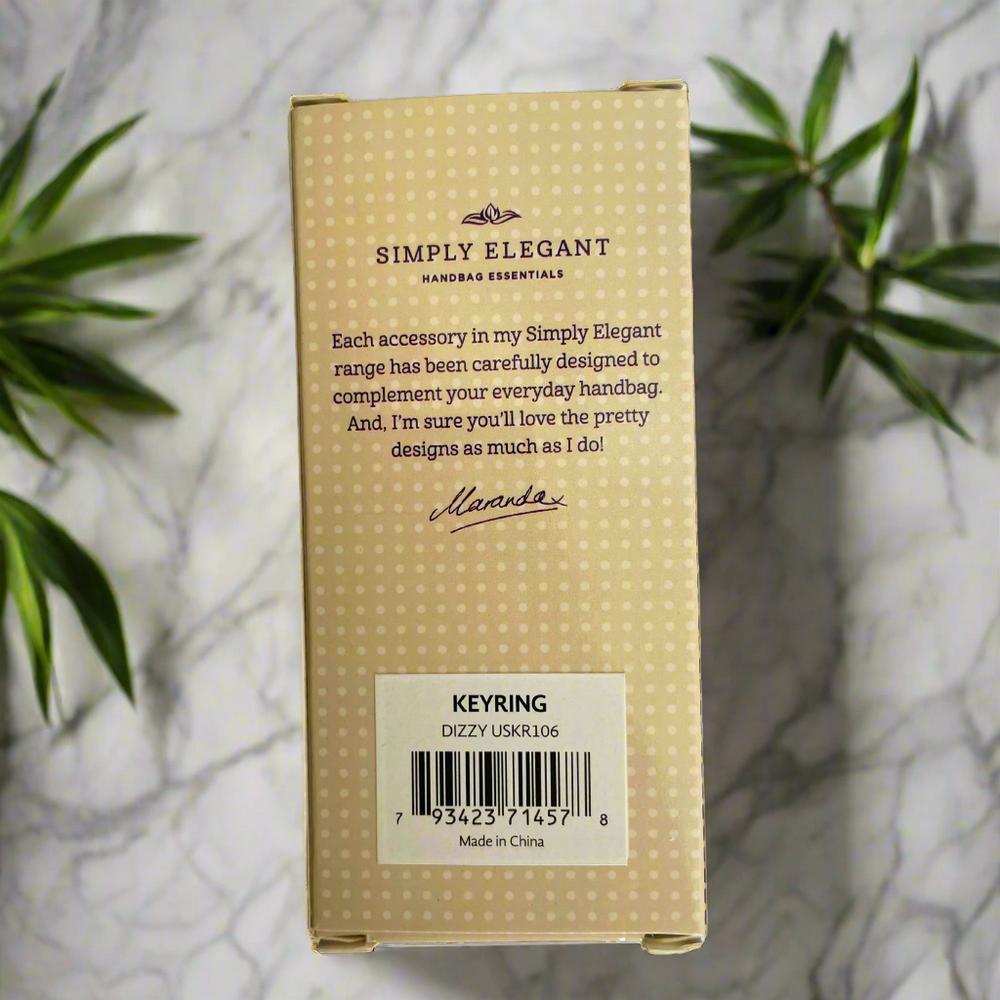 SIMPLY ELEGANT
HANDBAG ESSENTIALS
Each accessory in my Simply Elegant
range has been carefully designed to
complement your everyday handbag.
And, I'm sure you'll love the pretty
designs as much as I do!
Maranda x
KEYRING
DIZZY USKR106
7 93423 71457 8
Made in China